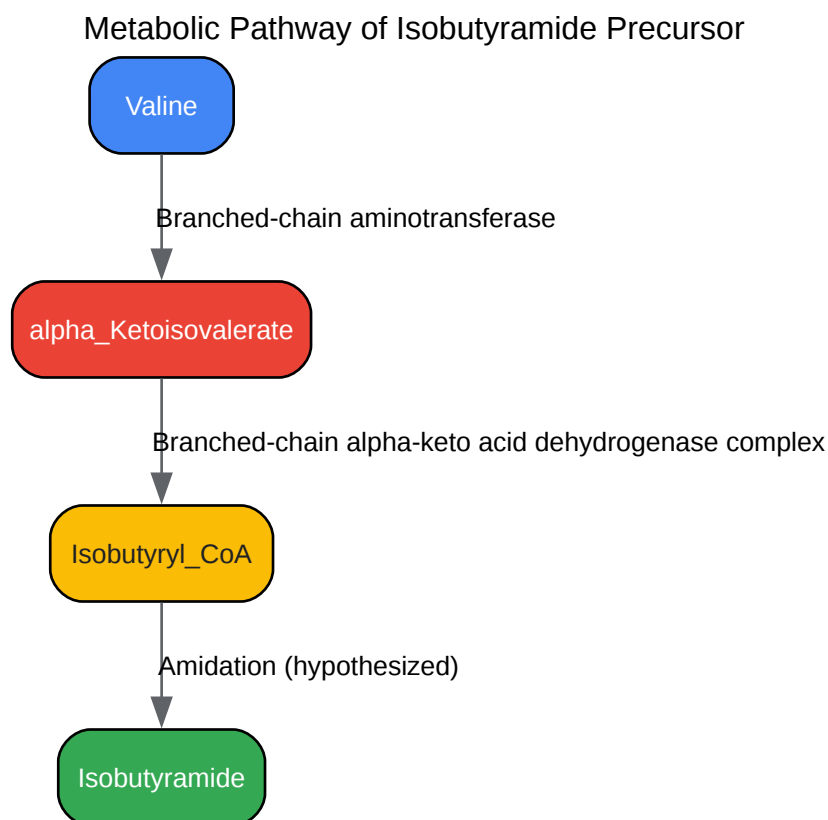 Metabolic Pathway of Isobutyramide Precursor
Valine
Branched-chain aminotransferase
alpha_Ketoisovalerate
Branched-chain alpha-keto acid dehydrogenase complex
Isobutyryl_CoA
Amidation (hypothesized)
Isobutyramide